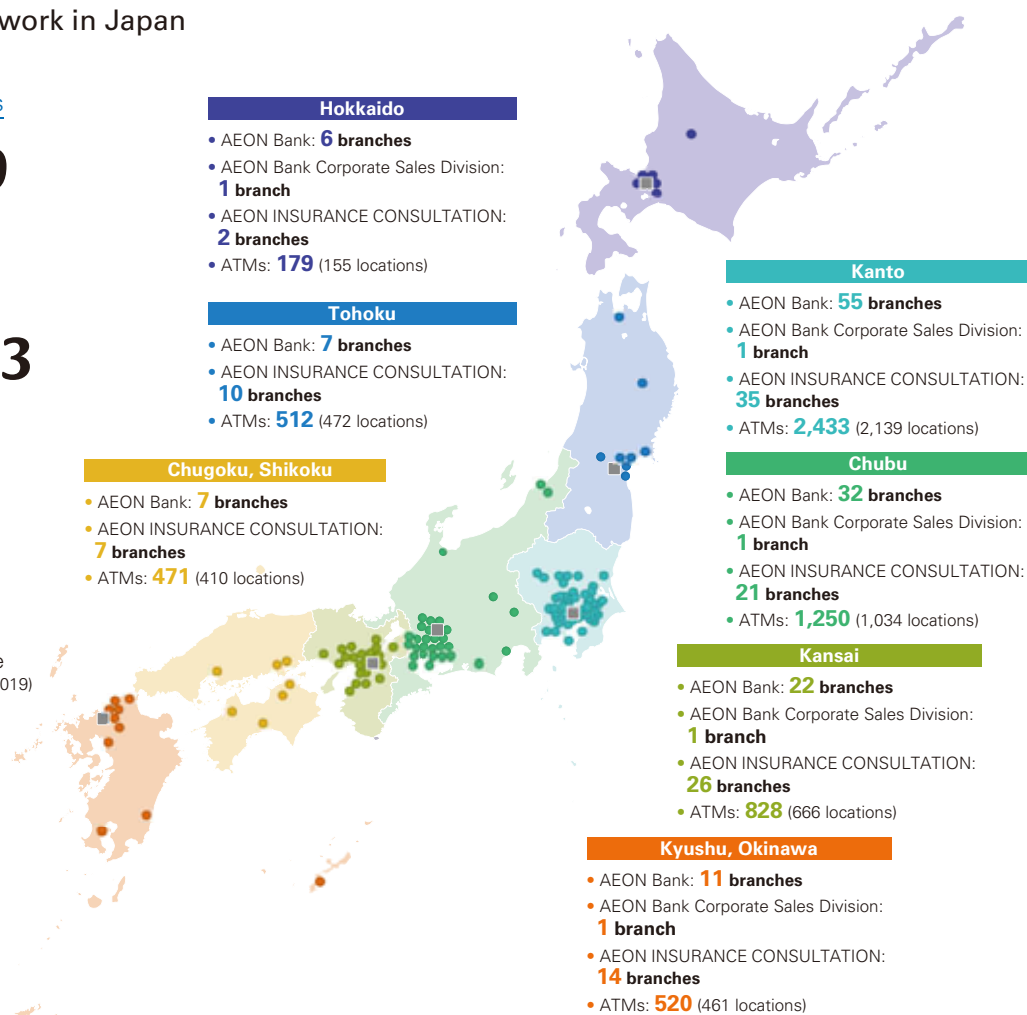 work in Japan
s
9
3
e
019)
Hokkaido
• AEON Bank: 6 branches
• AEON Bank Corporate Sales Division:
1 branch
• AEON INSURANCE CONSULTATION:
2 branches
• ATMs: 179 (155 locations)
Tohoku
• AEON Bank: 7 branches
• AEON INSURANCE CONSULTATION:
10 branches
• ATMs: 512 (472 locations)
Chugoku, Shikoku
• AEON Bank: 7 branches
• AEON INSURANCE CONSULTATION:
7 branches
• ATMs: 471 (410 locations)
Kanto
• AEON Bank: 55 branches
• AEON Bank Corporate Sales Division:
1 branch
• AEON INSURANCE CONSULTATION:
35 branches
• ATMs: 2,433 (2,139 locations)
Chubu
• AEON Bank: 32 branches
• AEON Bank Corporate Sales Division:
1 branch
• AEON INSURANCE CONSULTATION:
21 branches
• ATMs: 1,250 (1,034 locations)
Kansai
• AEON Bank: 22 branches
• AEON Bank Corporate Sales Division:
1 branch
• AEON INSURANCE CONSULTATION:
26 branches
• ATMs: 828 (666 locations)
Kyushu, Okinawa
• AEON Bank: 11 branches
• AEON Bank Corporate Sales Division:
1 branch
• AEON INSURANCE CONSULTATION:
14 branches
• ATMs: 520 (461 locations)